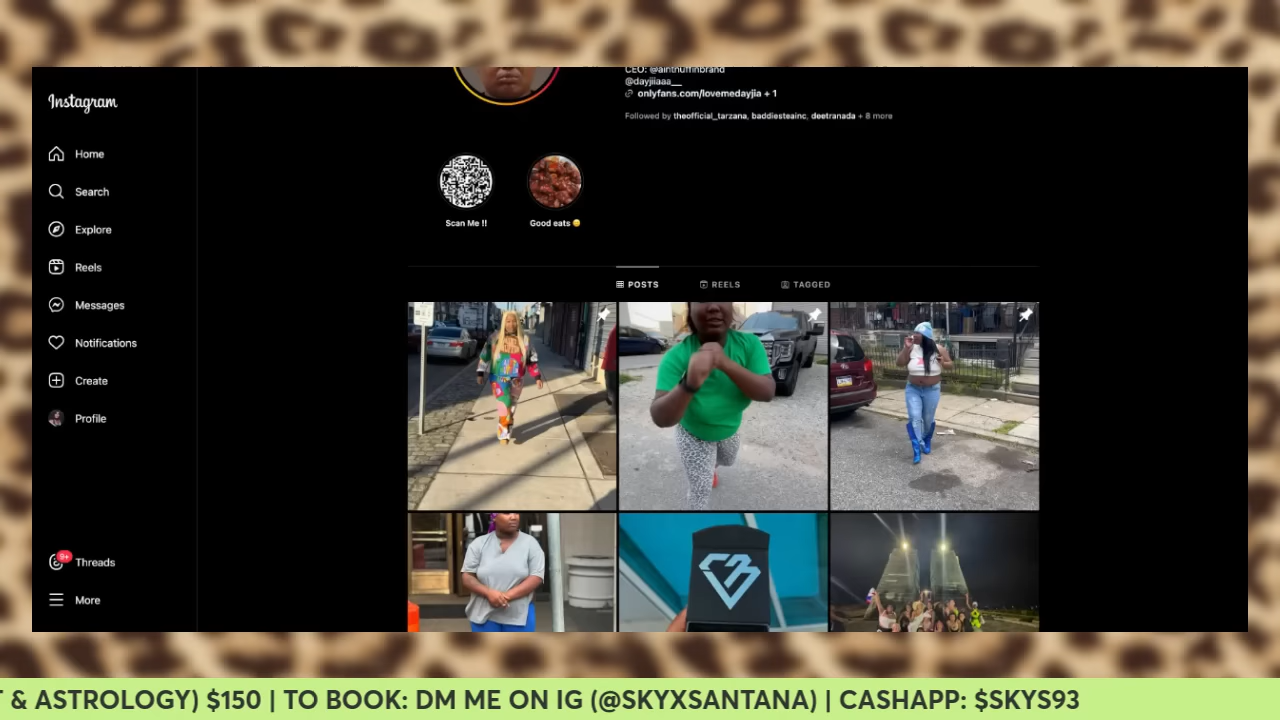 Instagram
Home
Search
Explore
Reels
Messages
Notifications
Create
Profile
9+
Threads
More
CEO: @aintnuffinbrand
@dayjiiaaa__
onlyfans.com/lovemedayjia + 1
Followed by theofficial_tarzana, baddiesteainc, deetranada + 8 more
Scan Me !!
Good eats 😋
POSTS
REELS
TAGGED
T & ASTROLOGY) $150 | TO BOOK: DM ME ON IG (@SKYXSANTANA) | CASHAPP: $SKYS93